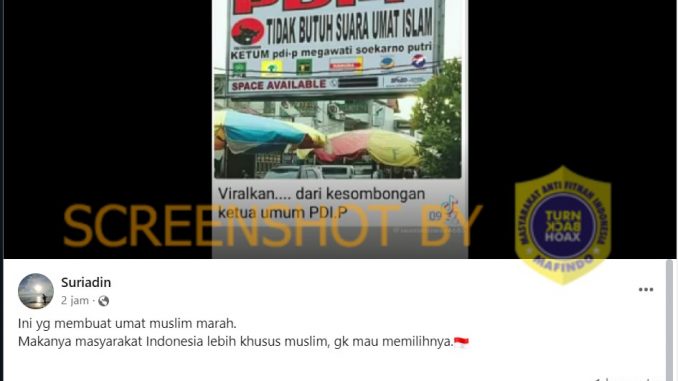 PDI-P
TIDAK BUTUH SUARA UMAT ISLAM
KETUM pdi-p megawati soekarno putri
SPACE AVAILABLE
Viralkan.... dari kesombongan
ketua umum PDI.P
09
SCREENSHOT BY
MASYARAKAT ANTI FITNAH INDONESIA
TURN
BACK
HOAX
MAFINDO
Suriadin
2 jam ·
Ini yg membuat umat muslim marah.
Makanya masyarakat Indonesia lebih khusus muslim, gk mau memilihnya.🇮🇩